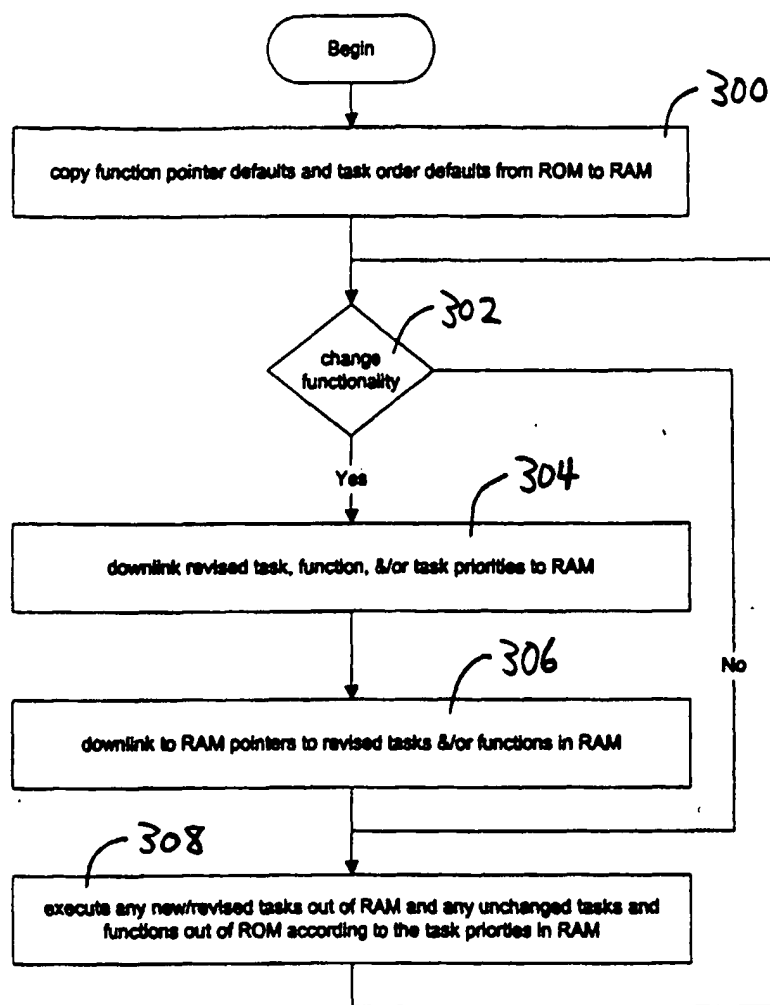 Begin
300
copy function pointer defaults and task order defaults from ROM to RAM
302
change
functionality
Yes
304
downlink revised task, function, &/or task priorities to RAM
306
No
downlink to RAM pointers to revised tasks &/or functions in RAM
308
execute any new/revised tasks out of RAM and any unchanged tasks and
functions out of ROM according to the task priorties in RAM